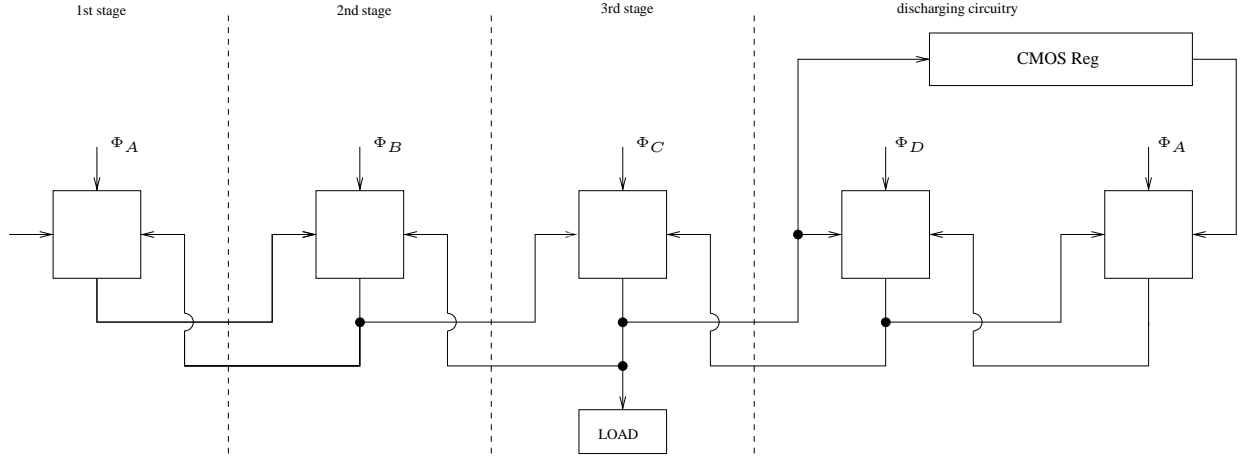 1st stage 2nd stage 3rd stage discharging circuitry
CMOS Reg
Φ_A Φ_B Φ_C Φ_D Φ_A
LOAD